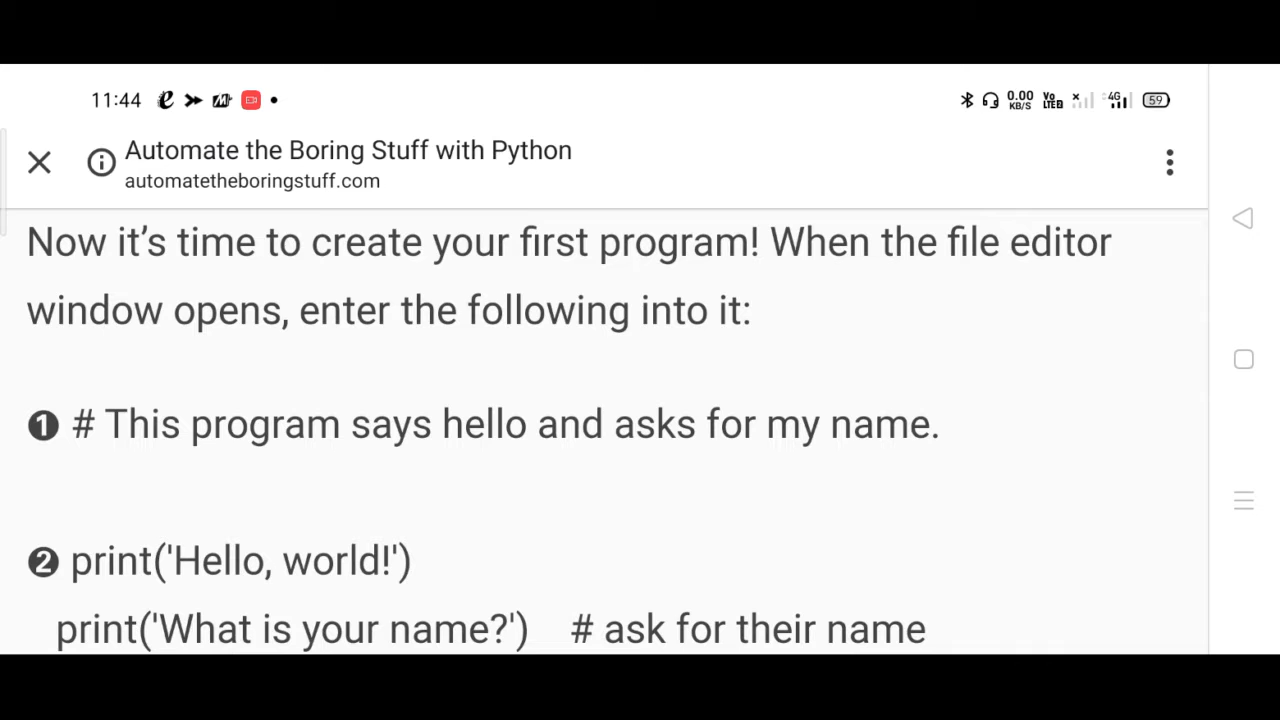 11:44 0.00 KB/S Vo LTE2 4G 59
Automate the Boring Stuff with Python
automatetheboringstuff.com
Now it’s time to create your first program! When the file editor
window opens, enter the following into it:
❶ # This program says hello and asks for my name.
❷ print('Hello, world!')
print('What is your name?') # ask for their name